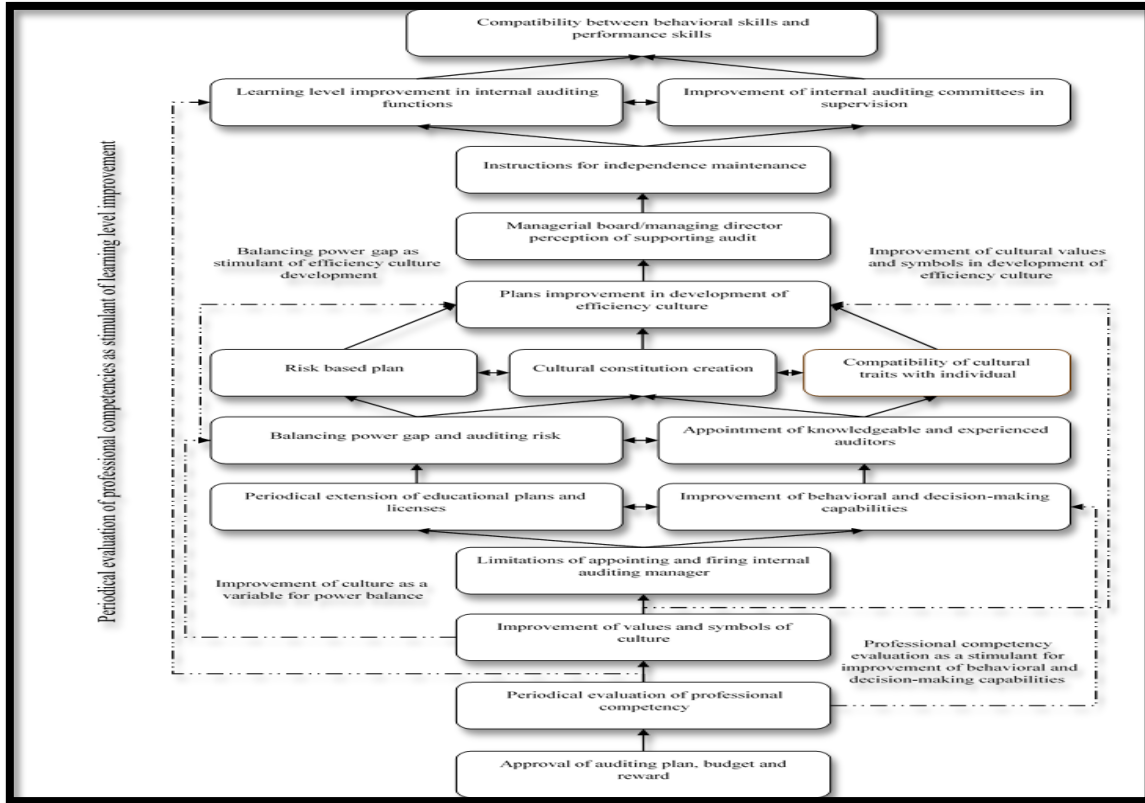 Compatibility between behavioral skills and
performance skills
Learning level improvement in internal auditing
functions
Improvement of internal auditing committees in
supervision
Instructions for independence maintenance
Managerial board/managing director
perception of supporting audit
Balancing power gap as
stimulant of efficiency culture
development
Improvement of cultural values
and symbols in development of
efficiency culture
Plans improvement in development of
efficiency culture
Risk based plan
Cultural constitution creation
Compatibility of cultural
traits with individual
Balancing power gap and auditing risk
Appointment of knowledgeable and experienced
auditors
Periodical extension of educational plans and
licenses
Improvement of behavioral and decision-making
capabilities
Limitations of appointing and firing internal
auditing manager
Improvement of culture as a
variable for power balance
Improvement of values and symbols of
culture
Professional competency
evaluation as a stimulant for
improvement of behavioral and
decision-making capabilities
Periodical evaluation of professional
competency
Approval of auditing plan, budget and
reward
Periodical evaluation of professional competencies as stimulant of learning level improvement